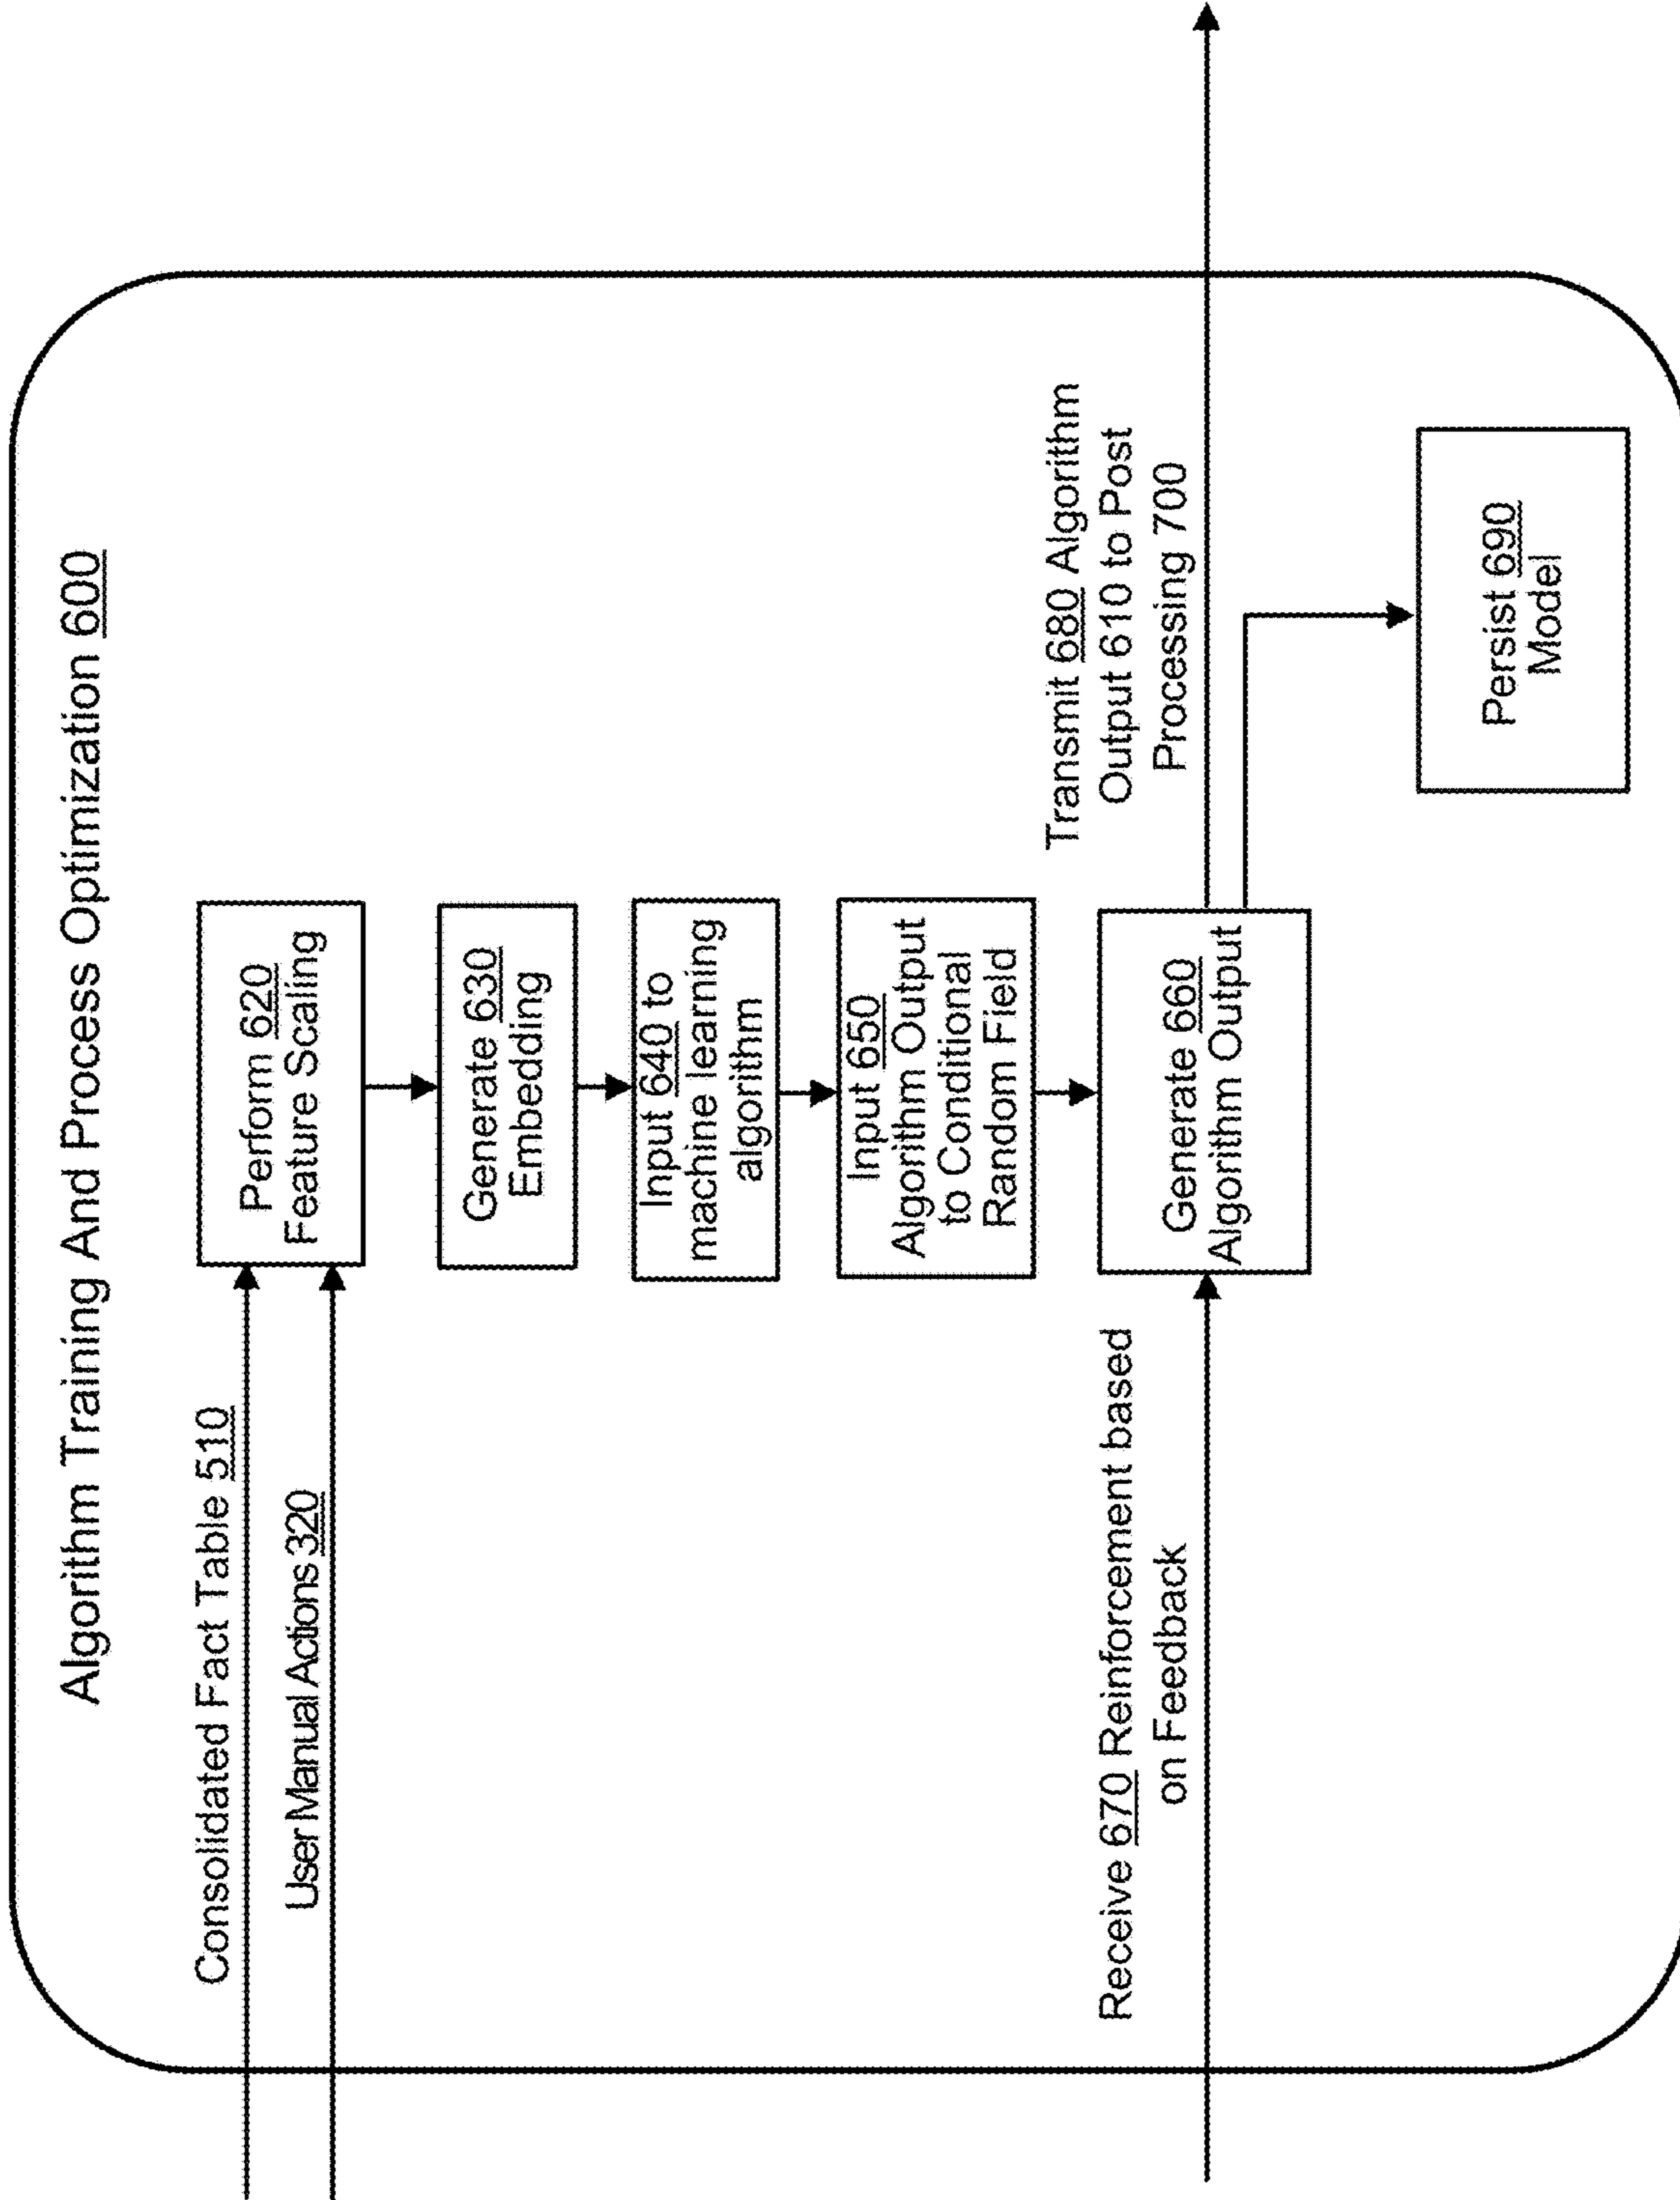 Algorithm Training And Process Optimization 600
Consolidated Fact Table 510
User Manual Actions 320
Perform 620
Feature Scaling
Generate 630
Embedding
Input 640 to
machine learning
algorithm
Input 650
Algorithm Output
to Conditional
Random Field
Receive 670 Reinforcement based
on Feedback
Generate 660
Algorithm Output
Transmit 680 Algorithm
Output 610 to Post
Processing 700
Persist 690
Model